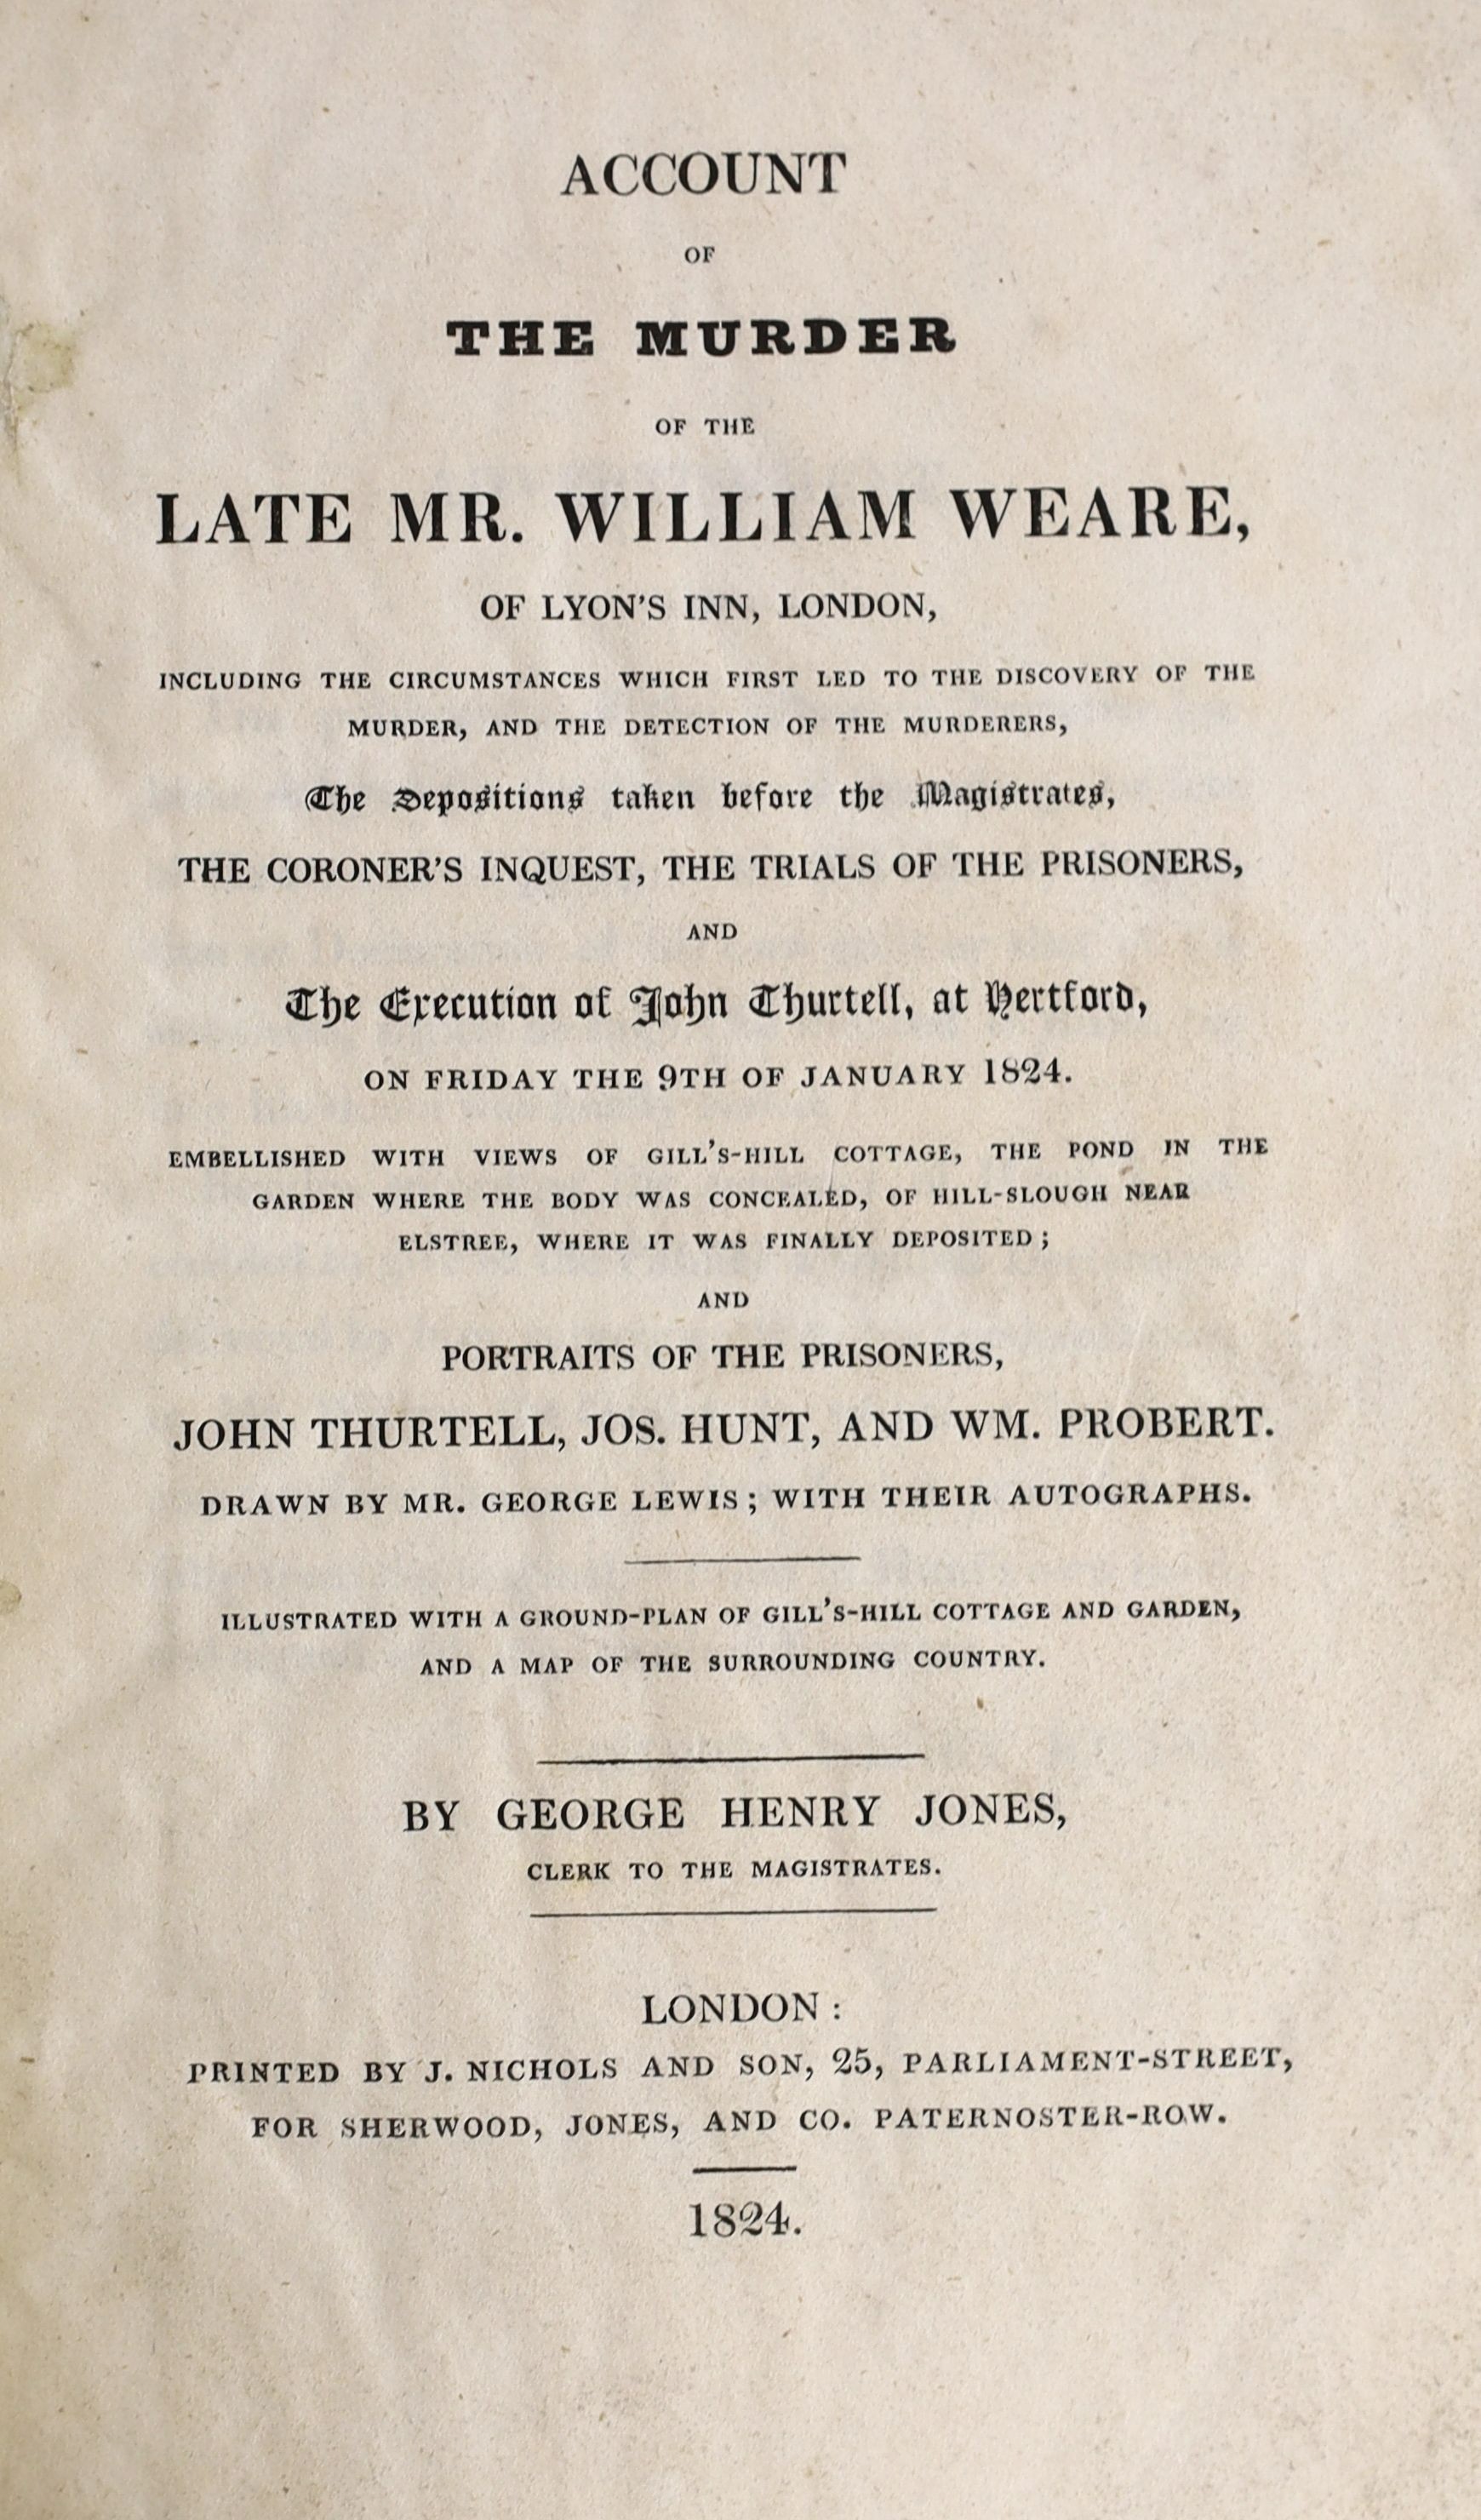 ACCOUNT
OF
THE MURDER
OF THE
LATE MR. WILLIAM WEARE,
OF LYON'S INN, LONDON,
INCLUDING THE CIRCUMSTANCES WHICH FIRST LED TO THE DISCOVERY OF THE
MURDER, AND THE DETECTION OF THE MURDERERS,
The Depositions taken before the Magistrates,
THE CORONER'S INQUEST, THE TRIALS OF THE PRISONERS,
AND
The Execution of John Thurtell, at Hertford,
ON FRIDAY THE 9TH OF JANUARY 1824.
EMBELLISHED WITH VIEWS OF GILL'S-HILL COTTAGE, THE POND IN THE
GARDEN WHERE THE BODY WAS CONCEALED, OF HILL-SLOUGH NEAR
ELSTREE, WHERE IT WAS FINALLY DEPOSITED;
AND
PORTRAITS OF THE PRISONERS,
JOHN THURTELL, JOS. HUNT, AND WM. PROBERT.
DRAWN BY MR. GEORGE LEWIS; WITH THEIR AUTOGRAPHS.
ILLUSTRATED WITH A GROUND-PLAN OF GILL'S-HILL COTTAGE AND GARDEN,
AND A MAP OF THE SURROUNDING COUNTRY.
BY GEORGE HENRY JONES,
CLERK TO THE MAGISTRATES.
LONDON:
PRINTED BY J. NICHOLS AND SON, 25, PARLIAMENT-STREET,
FOR SHERWOOD, JONES, AND CO. PATERNOSTER-ROW.
1824.